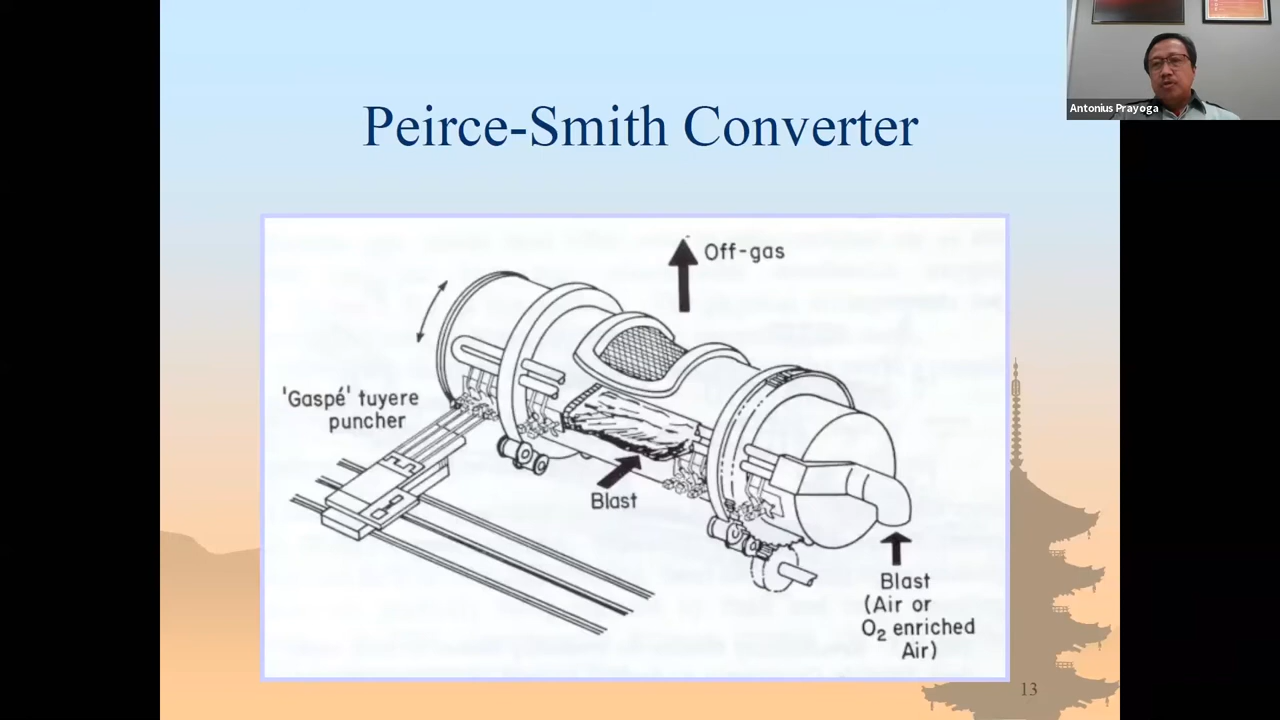 Antonius Prayoga
Peirce-Smith Converter
Off-gas
'Gaspé' tuyere
puncher
Blast
Blast
(Air or
O₂ enriched
Air)
13